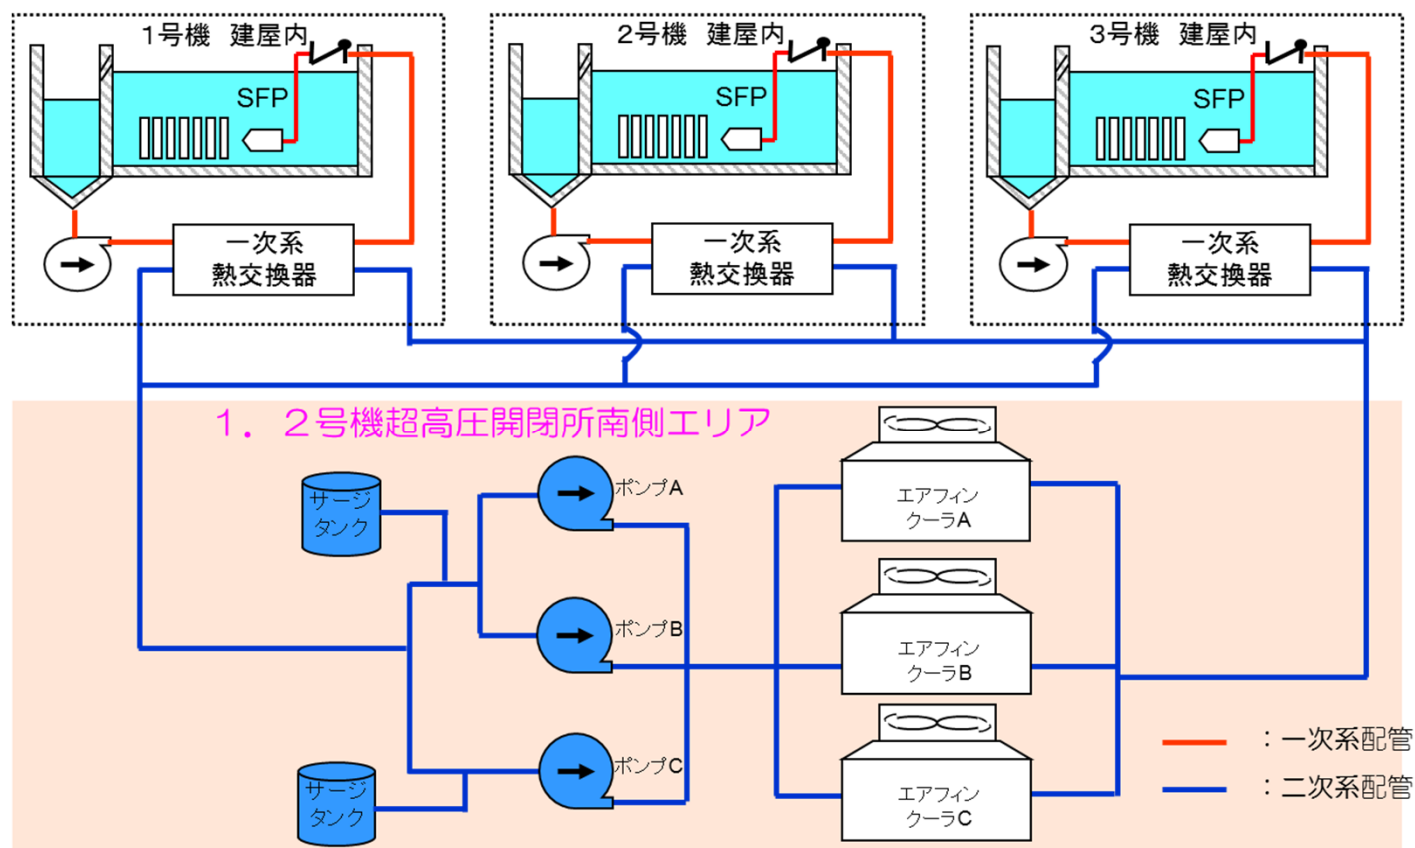 1号機 建屋内
SFP
一次系
熱交換器
2号機 建屋内
SFP
一次系
熱交換器
3号機 建屋内
SFP
一次系
熱交換器
１．２号機超高圧開閉所南側エリア
サージ
タンク
ポンプA
ポンプB
サージ
タンク
ポンプC
エアフィン
クーラA
エアフィン
クーラB
エアフィン
クーラC
：一次系配管
：二次系配管